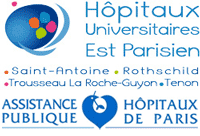 Hôpitaux
Universitaires
Est Parisien
• Saint-Antoine • Rothschild
• Trousseau La Roche-Guyon • Tenon
ASSISTANCE HÔPITAUX
PUBLIQUE DE PARIS